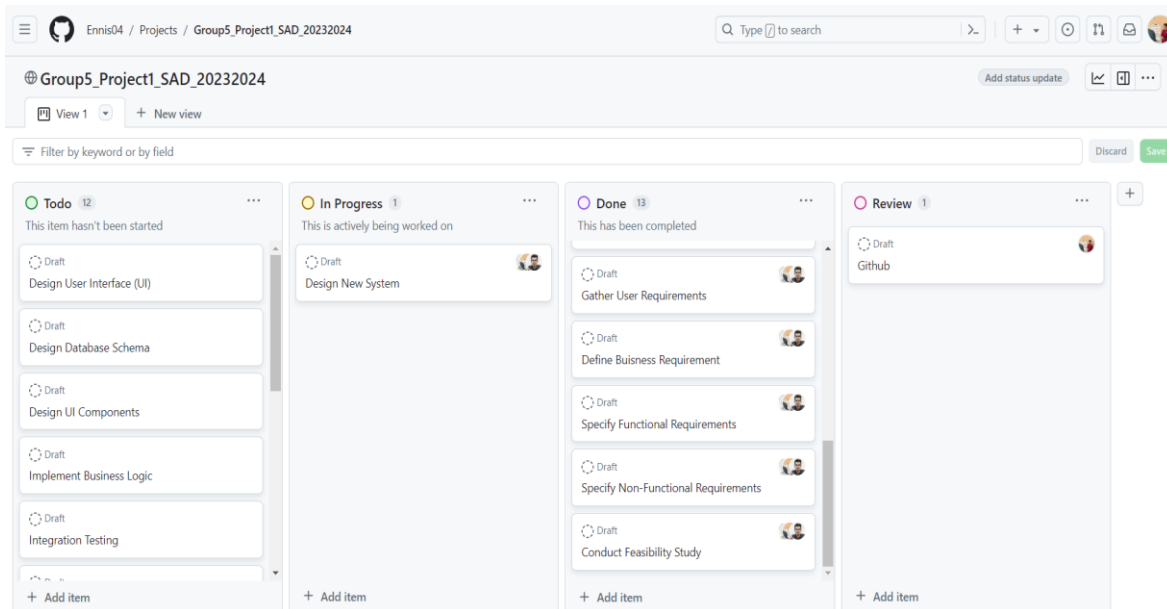 Ennis04 / Projects / Group5_Project1_SAD_20232024
Type / to search
Group5_Project1_SAD_20232024
Add status update
View 1
+ New view
Filter by keyword or by field
Discard
Save
Todo 12
This item hasn't been started
Draft
Design User Interface (UI)
Draft
Design Database Schema
Draft
Design UI Components
Draft
Implement Business Logic
Draft
Integration Testing
+ Add item
In Progress 1
This is actively being worked on
Draft
Design New System
+ Add item
Done 13
This has been completed
Draft
Gather User Requirements
Draft
Define Buisness Requirement
Draft
Specify Functional Requirements
Draft
Specify Non-Functional Requirements
Draft
Conduct Feasibility Study
+ Add item
Review 1
Draft
Github
+ Add item